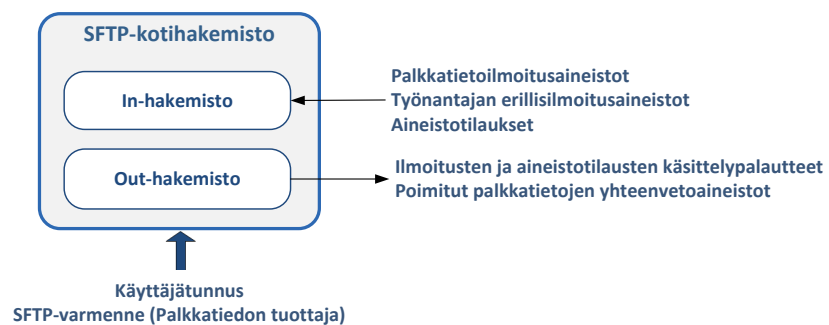 SFTP-kotihakemisto
In-hakemisto
Palkkatietoilmoitusaineistot
Työnantajan erillisilmoitusaineistot
Aineistotilaukset
Out-hakemisto
Ilmoitusten ja aineistotilausten käsittelypalautteet
Poimitut palkkatietojen yhteenvetoaineistot
Käyttäjätunnus
SFTP-varmenne (Palkkatiedon tuottaja)